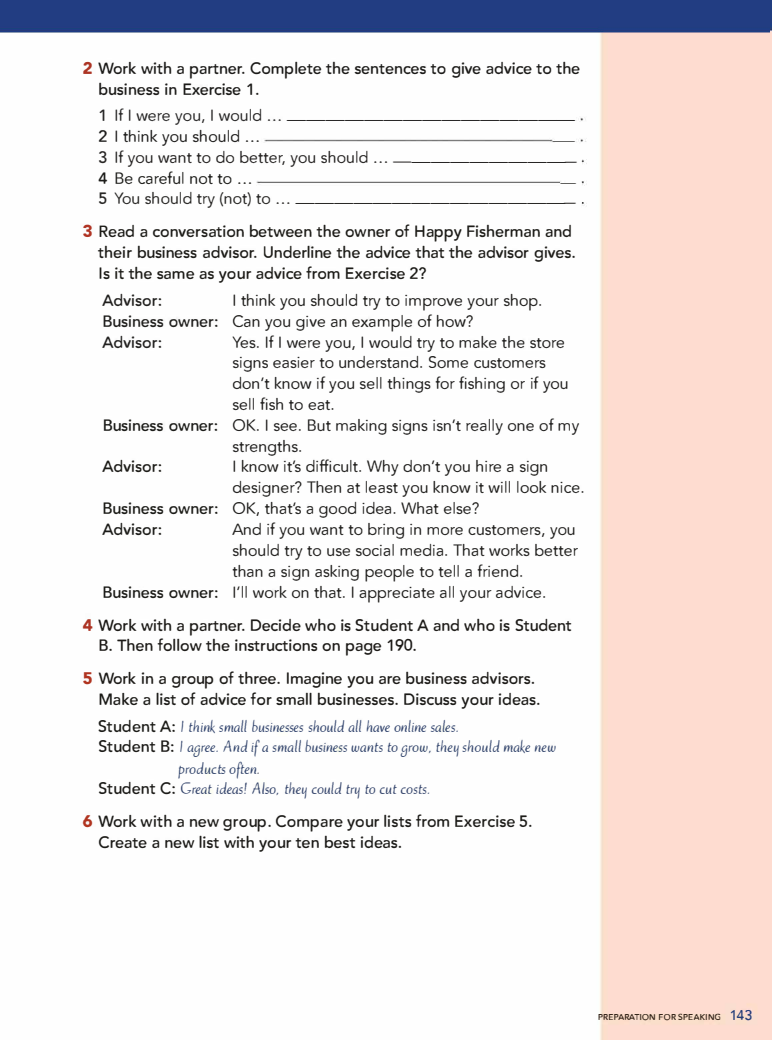 2 Work with a partner. Complete the sentences to give advice to the
business in Exercise 1.
1 If I were you, I would … ______________________________ .
2 I think you should … ______________________________ .
3 If you want to do better, you should … ____________________ .
4 Be careful not to … ______________________________ .
5 You should try (not) to … ______________________________ .
3 Read a conversation between the owner of Happy Fisherman and
their business advisor. Underline the advice that the advisor gives.
Is it the same as your advice from Exercise 2?
Advisor: I think you should try to improve your shop.
Business owner: Can you give an example of how?
Advisor: Yes. If I were you, I would try to make the store
signs easier to understand. Some customers
don't know if you sell things for fishing or if you
sell fish to eat.
Business owner: OK. I see. But making signs isn't really one of my
strengths.
Advisor: I know it's difficult. Why don't you hire a sign
designer? Then at least you know it will look nice.
Business owner: OK, that's a good idea. What else?
Advisor: And if you want to bring in more customers, you
should try to use social media. That works better
than a sign asking people to tell a friend.
Business owner: I'll work on that. I appreciate all your advice.
4 Work with a partner. Decide who is Student A and who is Student
B. Then follow the instructions on page 190.
5 Work in a group of three. Imagine you are business advisors.
Make a list of advice for small businesses. Discuss your ideas.
Student A: I think small businesses should all have online sales.
Student B: I agree. And if a small business wants to grow, they should make new
products often.
Student C: Great ideas! Also, they could try to cut costs.
6 Work with a new group. Compare your lists from Exercise 5.
Create a new list with your ten best ideas.
PREPARATION FOR SPEAKING 143